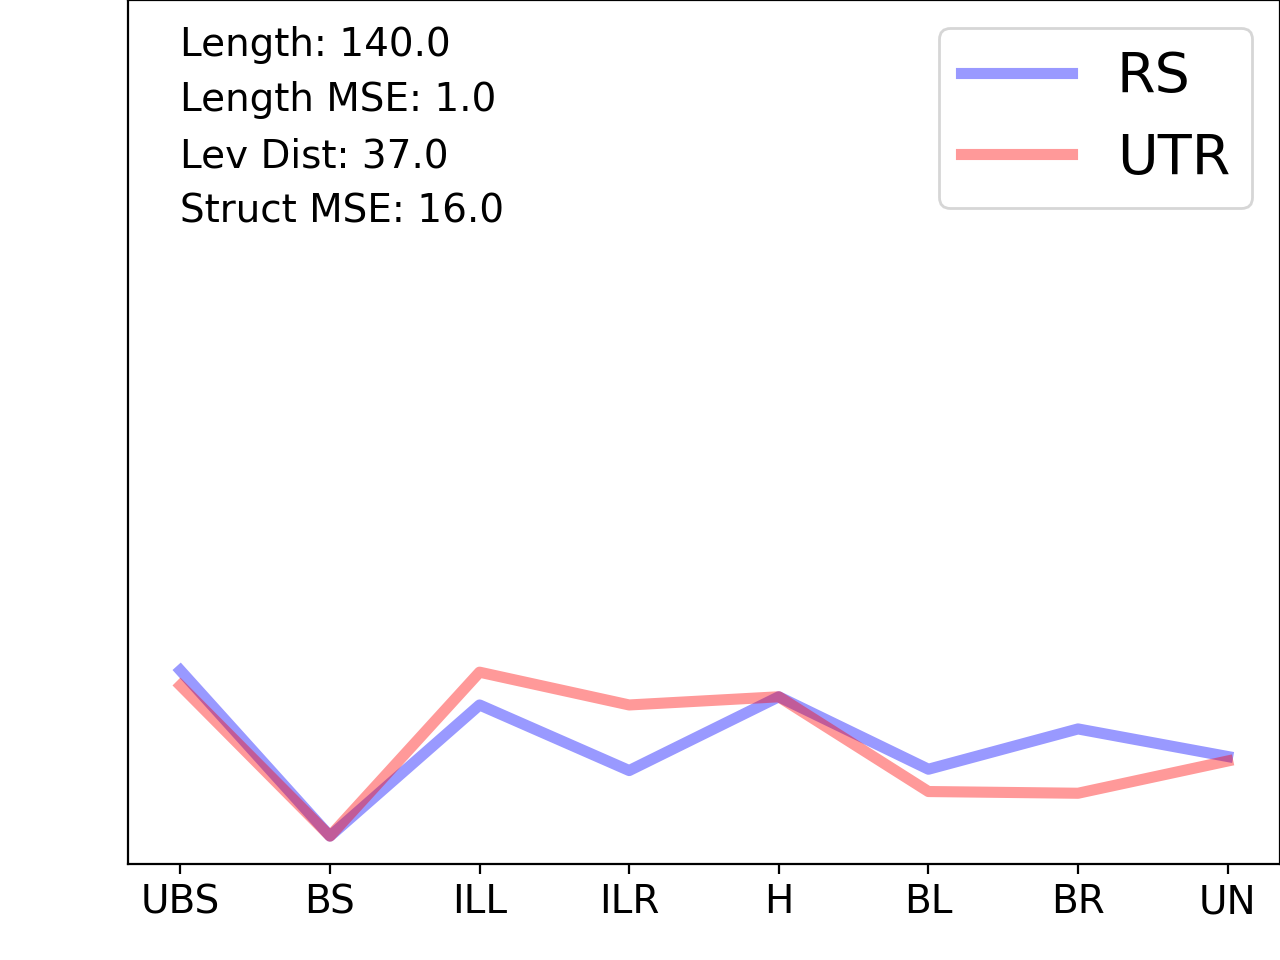 Length: 140.0
Length MSE: 1.0
Lev Dist: 37.0
Struct MSE: 16.0
RS
UTR
UBS BS ILL ILR H BL BR UN